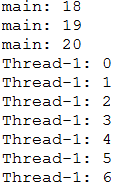 main: 18
main: 19
main: 20
Thread-1: 0
Thread-1: 1
Thread-1: 2
Thread-1: 3
Thread-1: 4
Thread-1: 5
Thread-1: 6